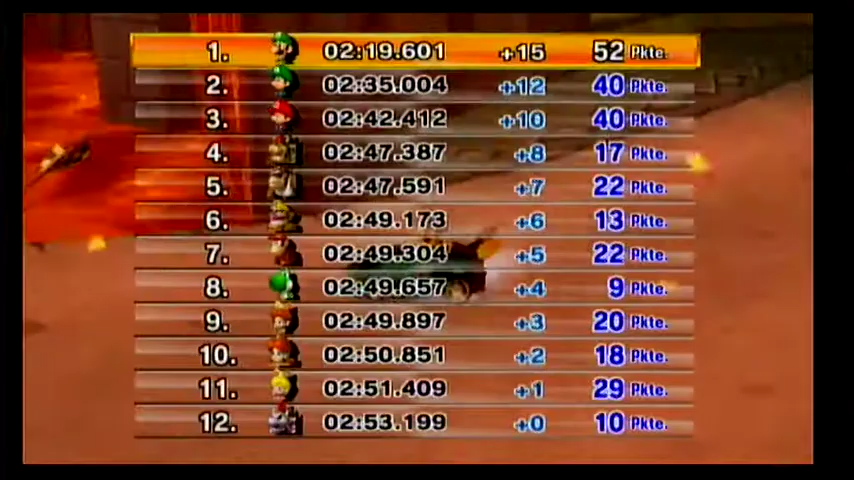 1. 02:19.601 +15 52 Pkte.
2. 02:35.004 +12 40 Pkte.
3. 02:42.412 +10 40 Pkte.
4. 02:47.387 +8 17 Pkte.
5. 02:47.591 +7 22 Pkte.
6. 02:49.173 +6 13 Pkte.
7. 02:49.304 +5 22 Pkte.
8. 02:49.657 +4 9 Pkte.
9. 02:49.897 +3 20 Pkte.
10. 02:50.851 +2 18 Pkte.
11. 02:51.409 +1 29 Pkte.
12. 02:53.199 +0 10 Pkte.